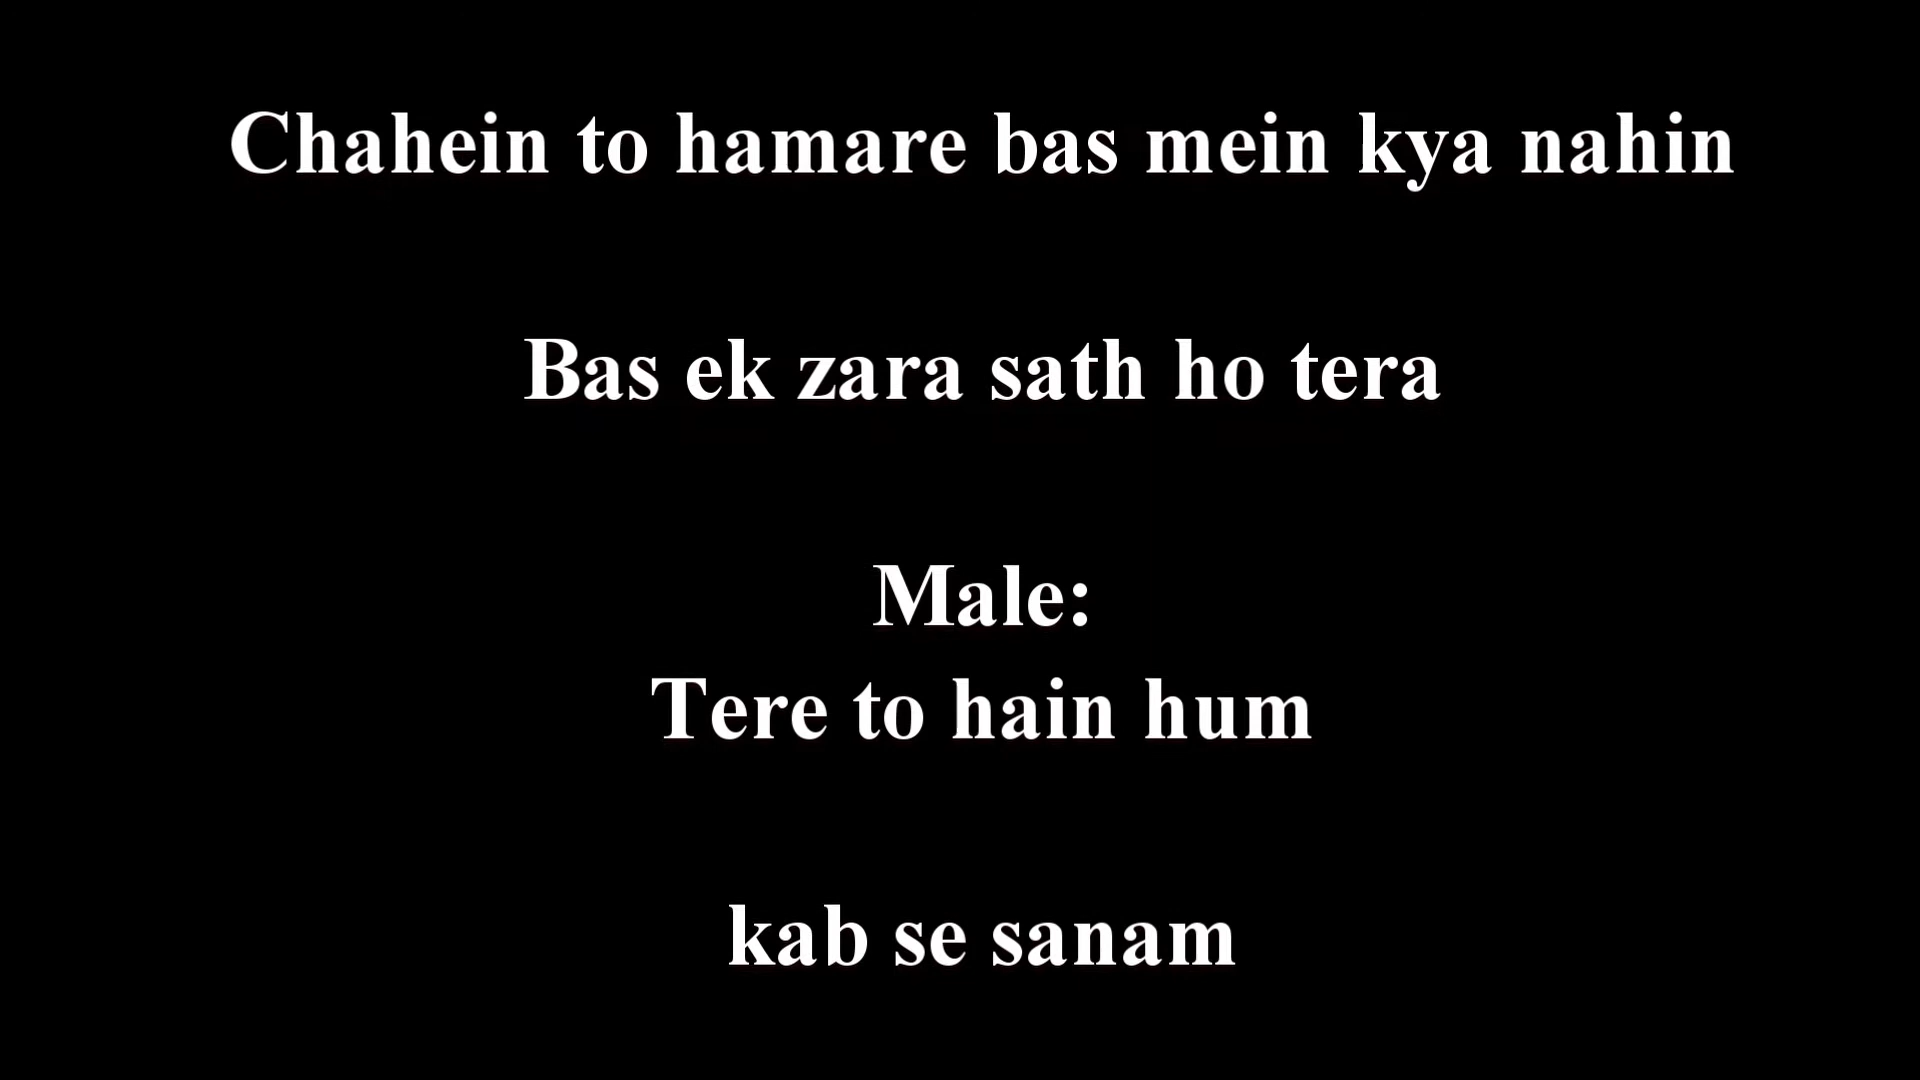 Chahein to hamare bas mein kya nahin
Bas ek zara sath ho tera
Male:
Tere to hain hum
kab se sanam